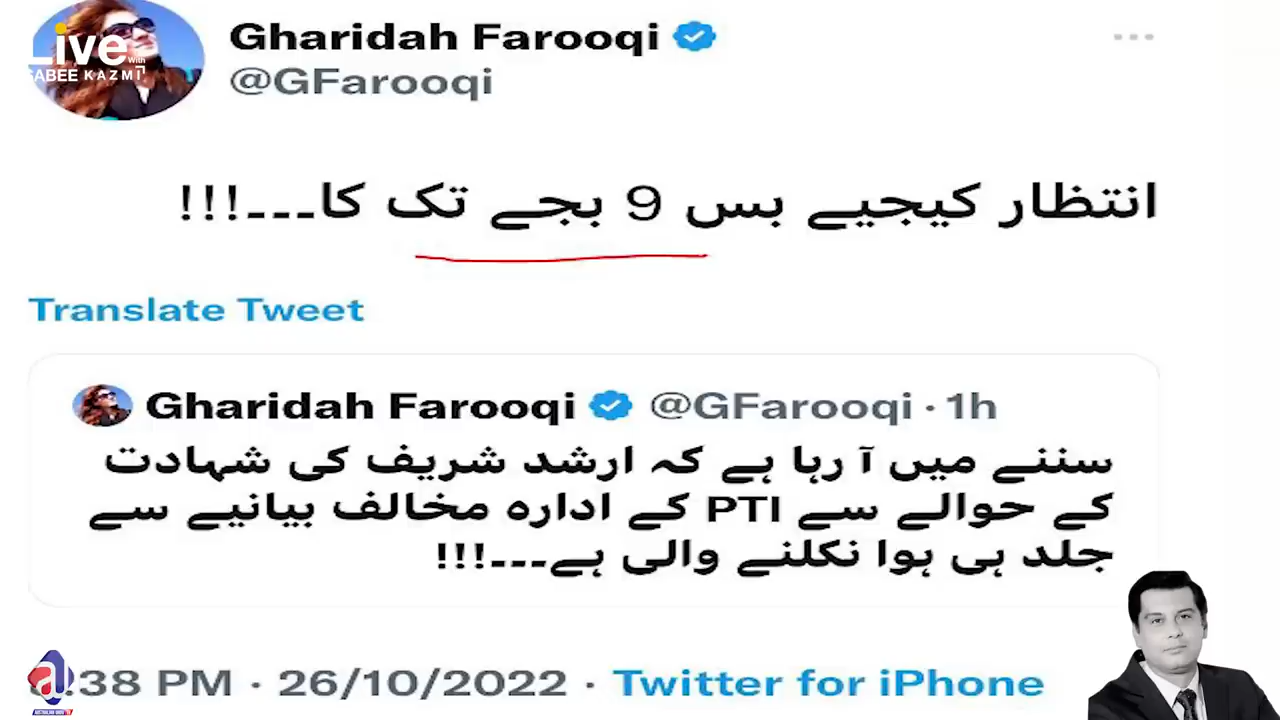 Live
With
SABEE KAZMI
Gharidah Farooqi
@GFarooqi
انتظار کیجیے بس 9 بجے تک کا۔۔۔!!!
Translate Tweet
Gharidah Farooqi @GFarooqi · 1h
سننے میں آ رہا ہے کہ ارشد شریف کی شہادت
کے حوالے سے PTI کے ادارہ مخالف بیانیے سے
جلد ہی ہوا نکلنے والی ہے۔۔۔!!!
:38 PM · 26/10/2022 · Twitter for iPhone